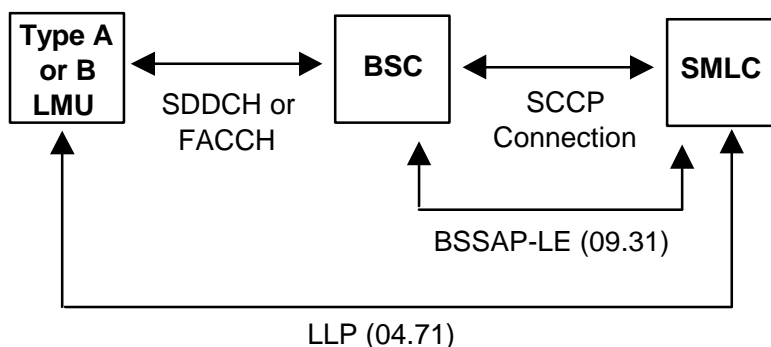 Type A
or B
LMU
BSC
SMLC
SDDCH or
FACCH
SCCP
Connection
BSSAP-LE (09.31)
LLP (04.71)